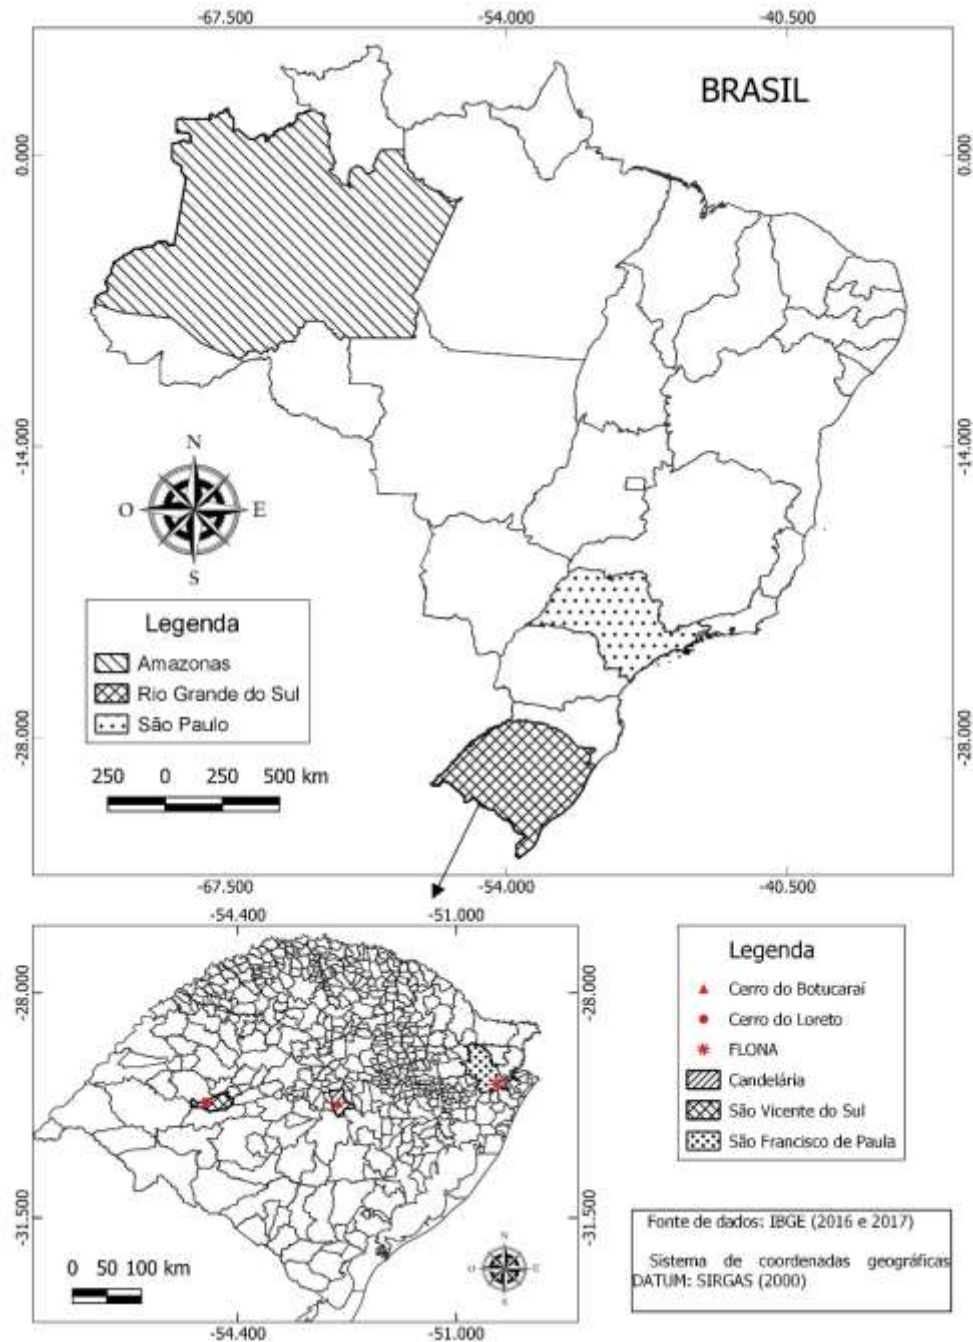 -67.500 -54.000 -40.500
BRASIL
0.000 0.000
-14.000 -14.000
N
O E
S
Legenda
Amazonas
Rio Grande do Sul
São Paulo
-28.000 -28.000
250 0 250 500 km
-67.500 -54.000 -40.500
-54.400 -51.000
-28.000 -28.000
Legenda
Cerro do Botucaraí
Cerro do Loreto
FLONA
Candelária
São Vicente do Sul
São Francisco de Paula
-31.500 -31.500
0 50 100 km
N
O E
S
-54.400 -51.000
Fonte de dados: IBGE (2016 e 2017)
Sistema de coordenadas geográficas
DATUM: SIRGAS (2000)